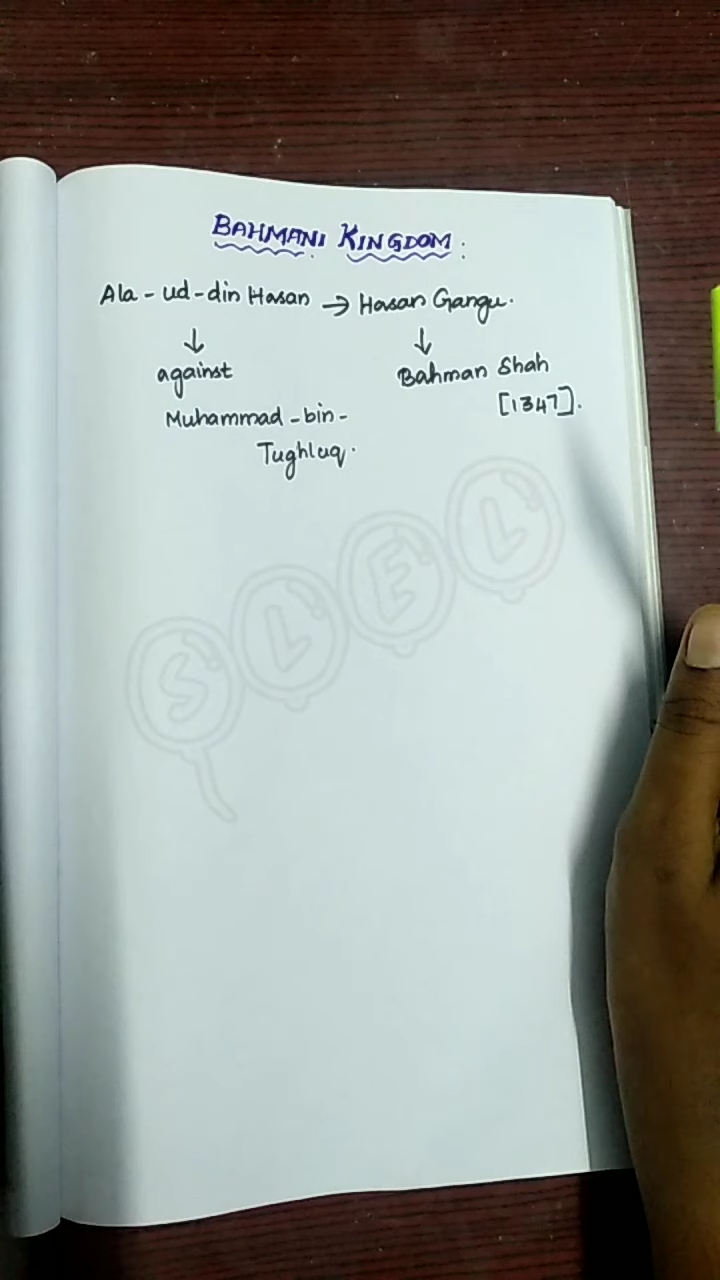 BAHMANI KINGDOM:
Ala-ud-din Hasan → Hasan Gangu.
↓ ↓
against Bahman Shah
Muhammad-bin- [1347].
Tughluq.
SLEL